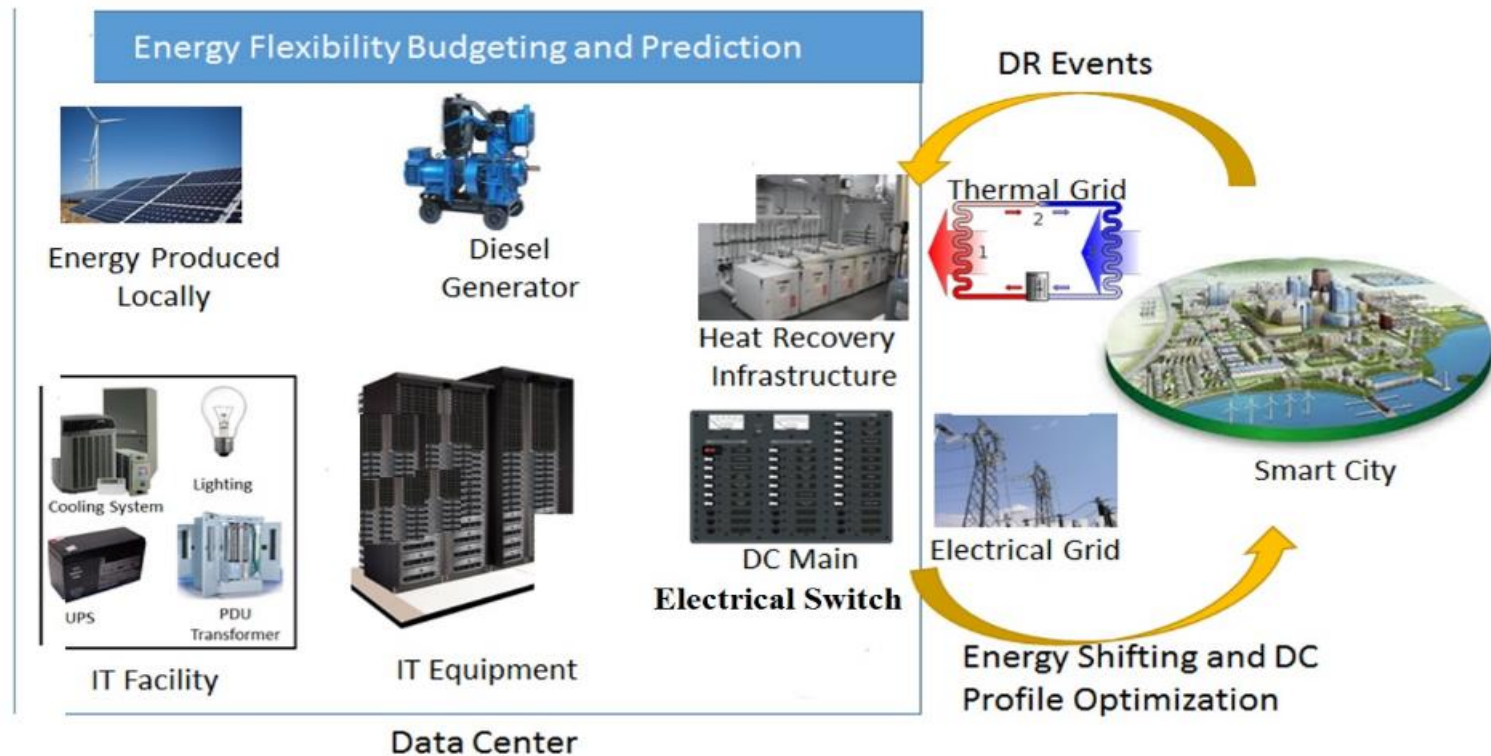 Energy Flexibility Budgeting and Prediction
DR Events
Energy Produced
Locally
Diesel
Generator
Heat Recovery
Infrastructure
Thermal Grid
1
2
Smart City
Cooling System
Lighting
UPS
PDU
Transformer
IT Facility
IT Equipment
DC Main
Electrical Switch
Electrical Grid
Energy Shifting and DC
Profile Optimization
Data Center